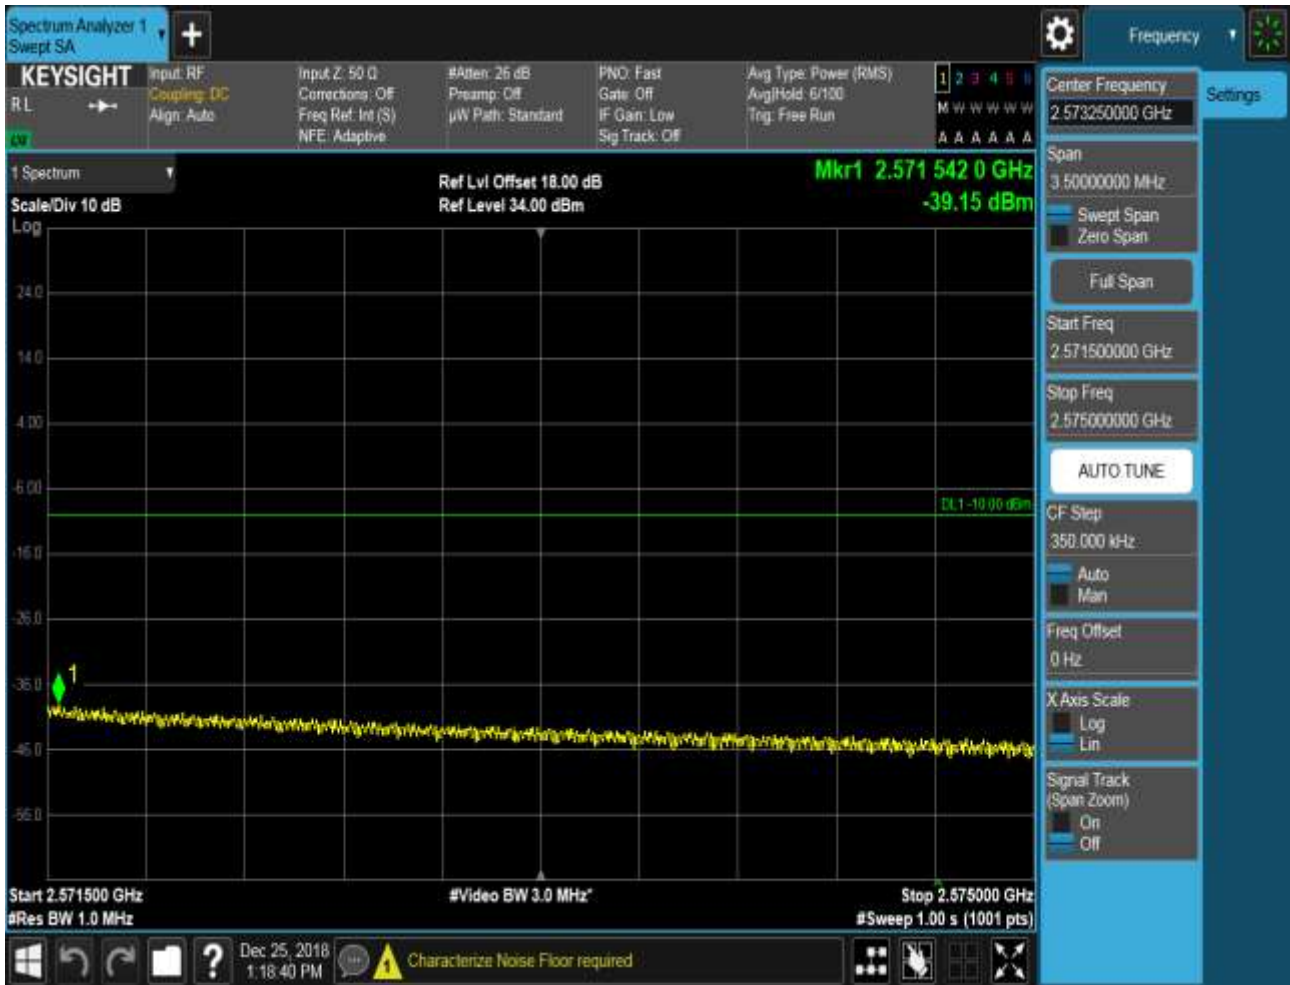 Spectrum Analyzer 1
Swept SA
+
Frequency
KEYSIGHT
R L
LXI
Input: RF
Coupling: DC
Align: Auto
Input Z: 50 Ω
Corrections: Off
Freq Ref: Int (S)
NFE: Adaptive
#Atten: 26 dB
Preamp: Off
µW Path: Standard
PNO: Fast
Gate: Off
IF Gain: Low
Sig Track: Off
Avg Type: Power (RMS)
Avg|Hold: 6/100
Trig: Free Run
1 2 3 4 5 6
M W W W W W
A A A A A A
1 Spectrum
Scale/Div 10 dB
Log
Ref Lvl Offset 18.00 dB
Ref Level 34.00 dBm
Mkr1 2.571 542 0 GHz
-39.15 dBm
24.0
14.0
4.00
-6.00
DL1 -10.00 dBm
-16.0
-26.0
-36.0
1
-46.0
-56.0
Start 2.571500 GHz
#Res BW 1.0 MHz
#Video BW 3.0 MHz*
Stop 2.575000 GHz
#Sweep 1.00 s (1001 pts)
Center Frequency
2.573250000 GHz
Settings
Span
3.50000000 MHz
Swept Span
Zero Span
Full Span
Start Freq
2.571500000 GHz
Stop Freq
2.575000000 GHz
AUTO TUNE
CF Step
350.000 kHz
Auto
Man
Freq Offset
0 Hz
X Axis Scale
Log
Lin
Signal Track
(Span Zoom)
On
Off
?
Dec 25, 2018
1:18:40 PM
1
Characterize Noise Floor required